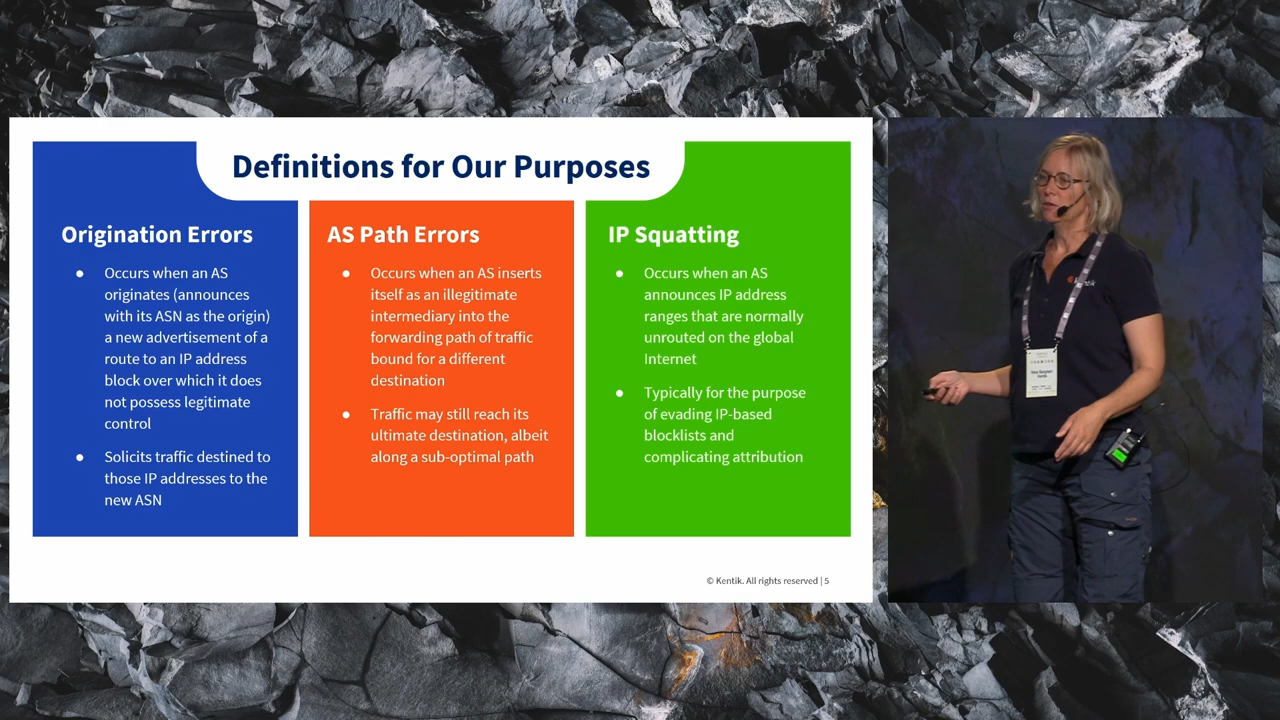 Definitions for Our Purposes
Origination Errors
● Occurs when an AS
originates (announces
with its ASN as the origin)
a new advertisement of a
route to an IP address
block over which it does
not possess legitimate
control
● Solicits traffic destined to
those IP addresses to the
new ASN
AS Path Errors
● Occurs when an AS inserts
itself as an illegitimate
intermediary into the
forwarding path of traffic
bound for a different
destination
● Traffic may still reach its
ultimate destination, albeit
along a sub-optimal path
IP Squatting
● Occurs when an AS
announces IP address
ranges that are normally
unrouted on the global
Internet
● Typically for the purpose
of evading IP-based
blocklists and
complicating attribution
© Kentik. All rights reserved | 5